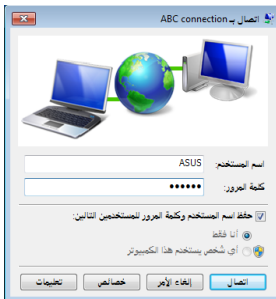 اتصال بـ ABC connection
اسم المستخدم: ASUS
كلمة المرور: ••••••
حفظ اسم المستخدم وكلمة المرور للمستخدمين التالين:
أنا فقط
أي شخص يستخدم هذا الكمبيوتر
اتصال إلغاء الأمر خصائص تعليمات